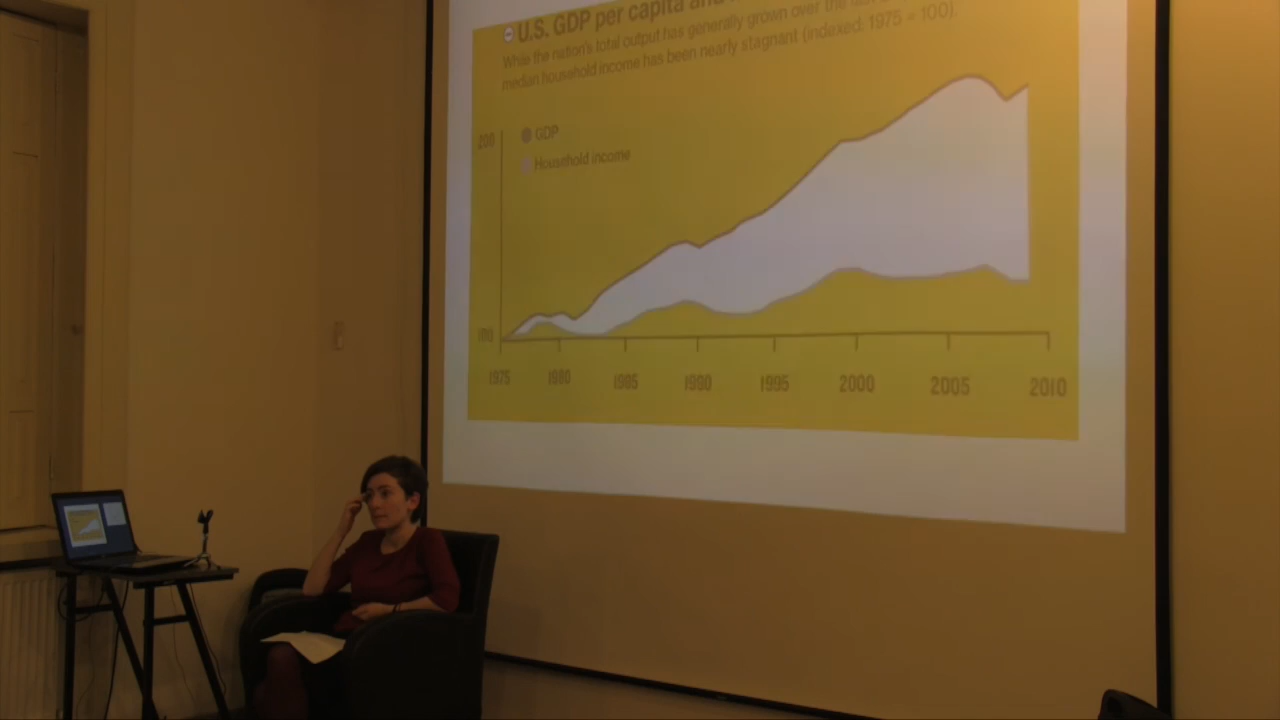 U.S. GDP per capita and
While the nation's total output has generally grown over the
median household income has been nearly stagnant (indexed: 1975 = 100).
200
GDP
Household income
100
1975 1980 1985 1990 1995 2000 2005 2010